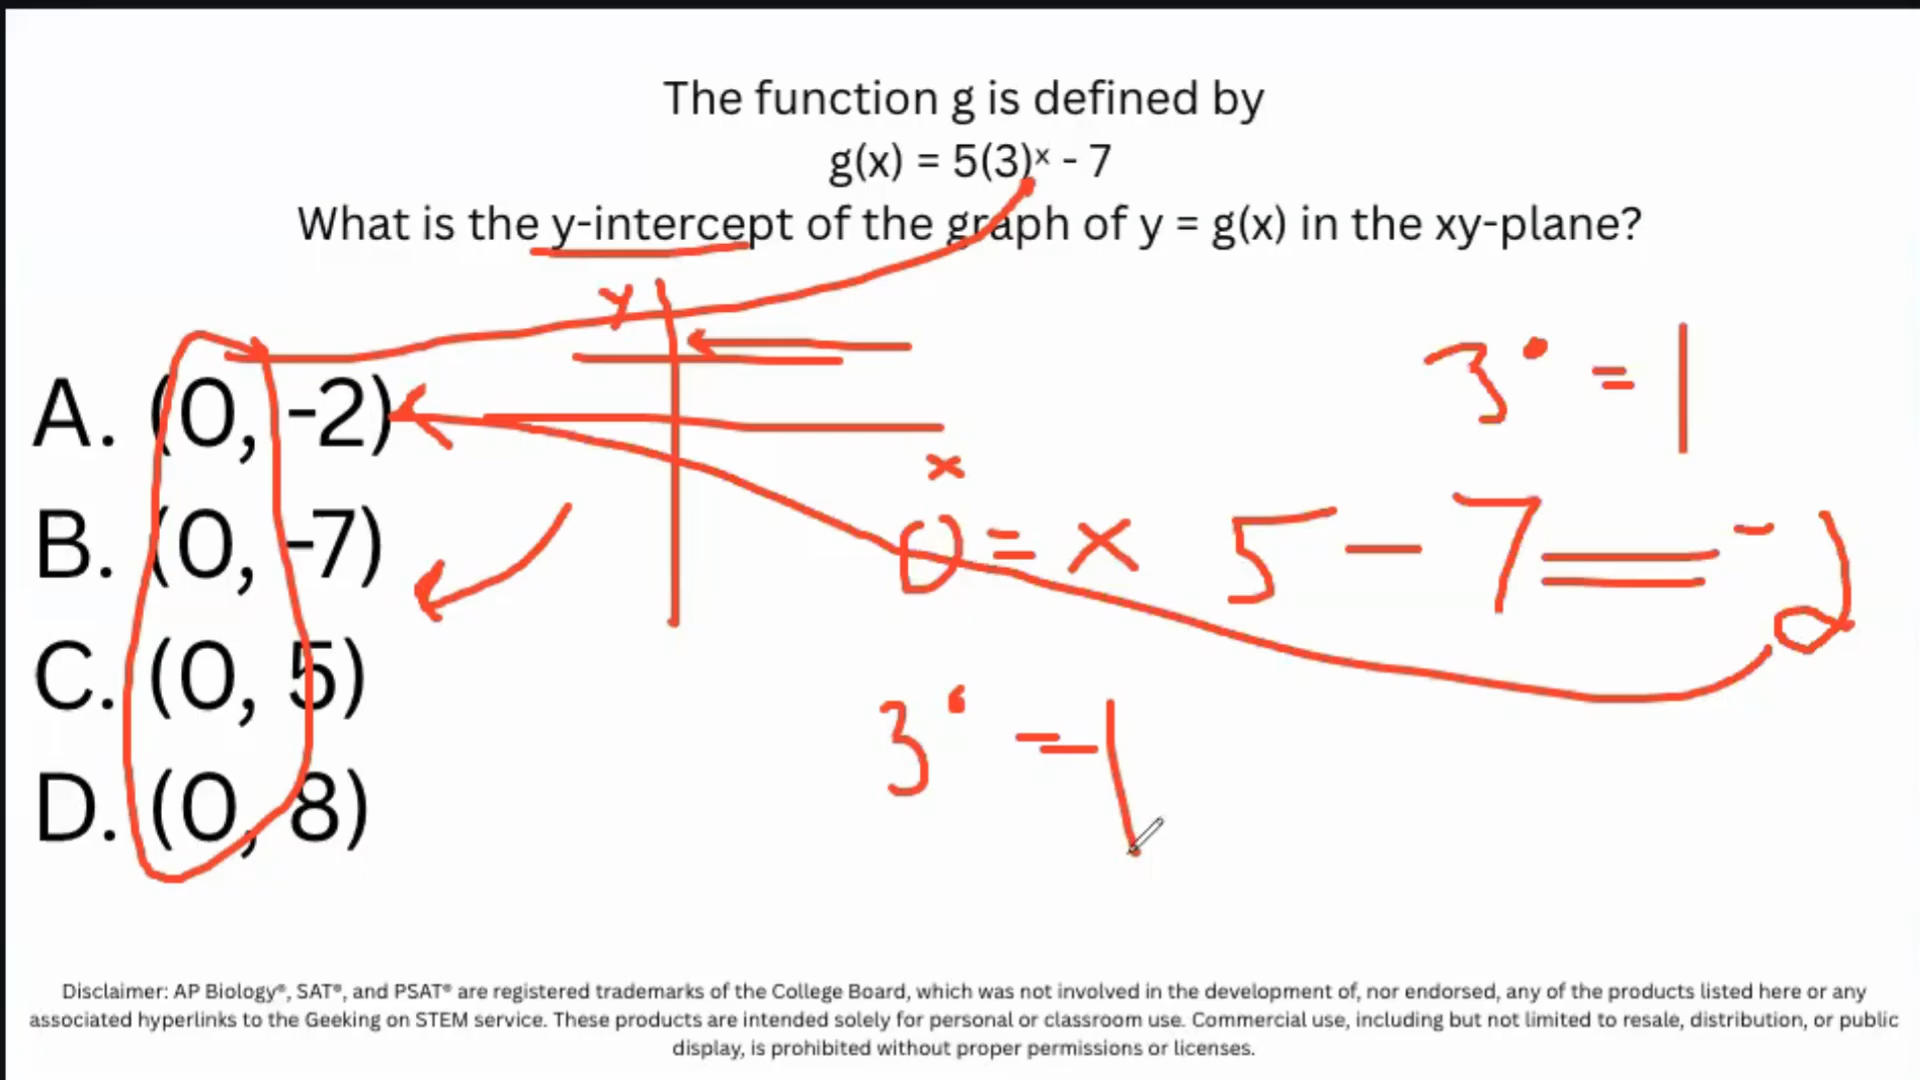 The function g is defined by
g(x) = 5(3)ˣ - 7
What is the y-intercept of the graph of y = g(x) in the xy-plane?
y
A. (0, -2)
B. (0, -7)
C. (0, 5)
D. (0, 8)
x
0 = x
3⁰ = 1
5 - 7 = -2
3⁰ = 1
Disclaimer: AP Biology®, SAT®, and PSAT® are registered trademarks of the College Board, which was not involved in the development of, nor endorsed, any of the products listed here or any
associated hyperlinks to the Geeking on STEM service. These products are intended solely for personal or classroom use. Commercial use, including but not limited to resale, distribution, or public
display, is prohibited without proper permissions or licenses.